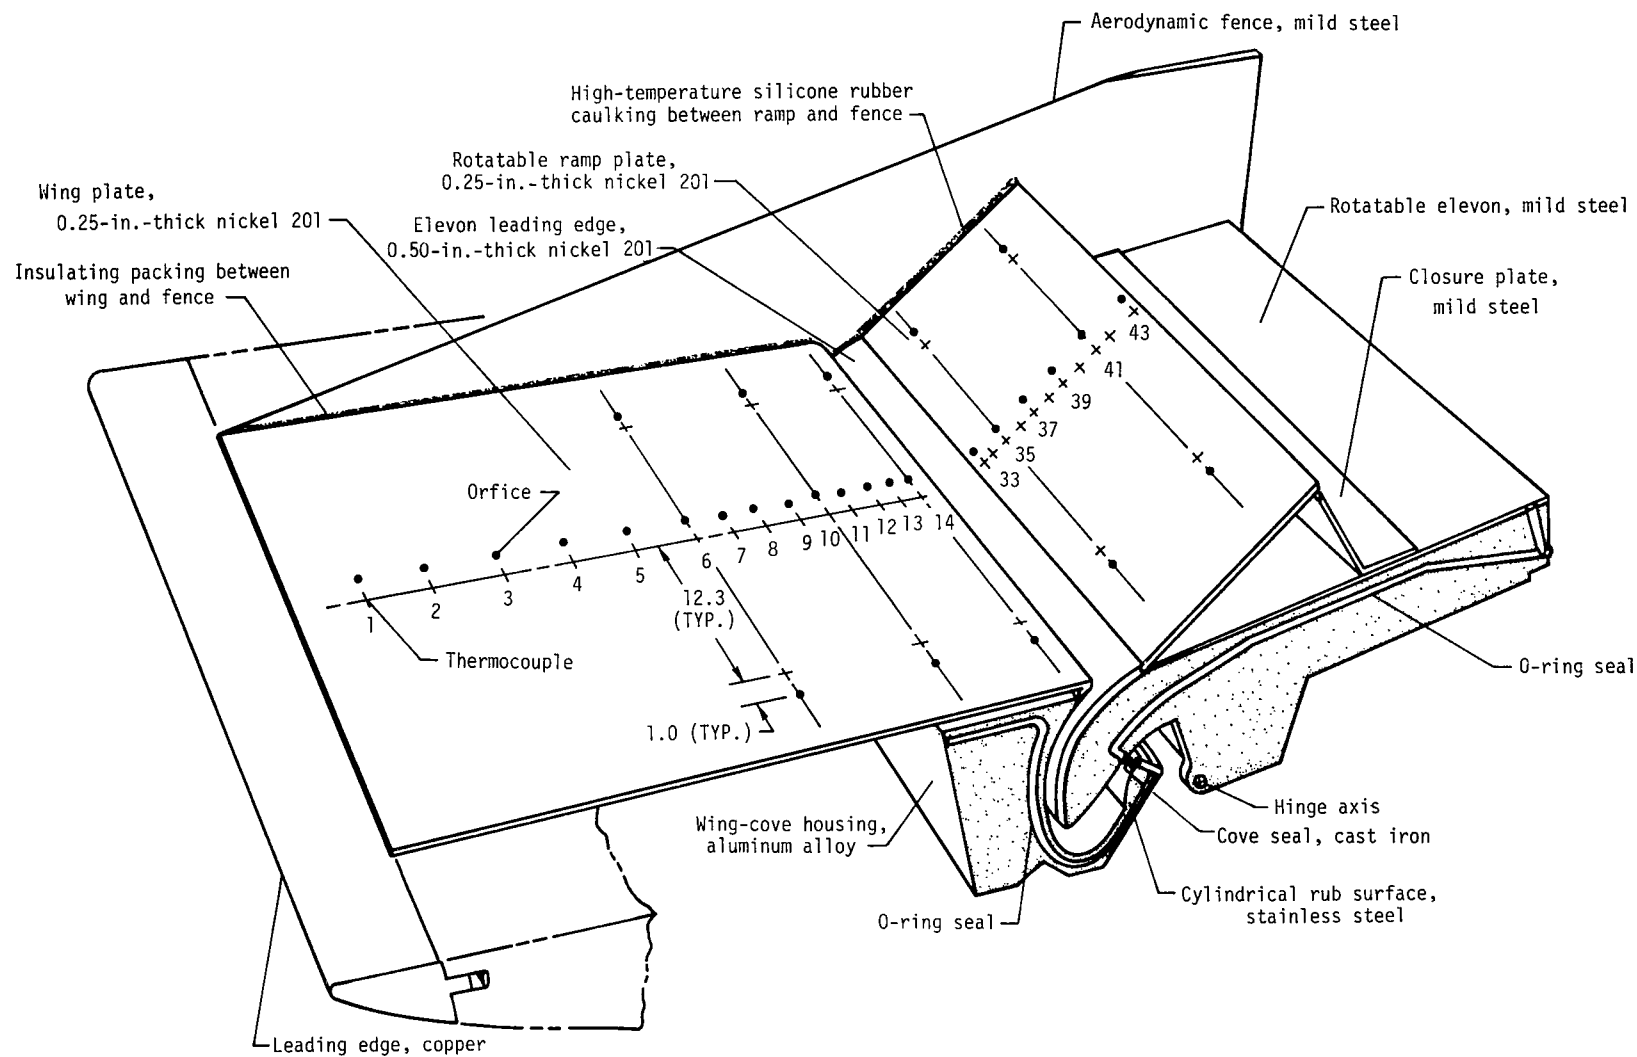 Aerodynamic fence, mild steel
High-temperature silicone rubber
caulking between ramp and fence
Rotatable ramp plate,
0.25-in.-thick nickel 201
Wing plate,
0.25-in.-thick nickel 201
Elevon leading edge,
0.50-in.-thick nickel 201
Insulating packing between
wing and fence
Rotatable elevon, mild steel
Closure plate,
mild steel
43
41
39
37
35
33
Orfice
1 2 3 4 5 6 7 8 9 10 11 12 13 14
12.3
(TYP.)
Thermocouple
1.0 (TYP.)
O-ring seal
Wing-cove housing,
aluminum alloy
Hinge axis
Cove seal, cast iron
Cylindrical rub surface,
stainless steel
O-ring seal
Leading edge, copper